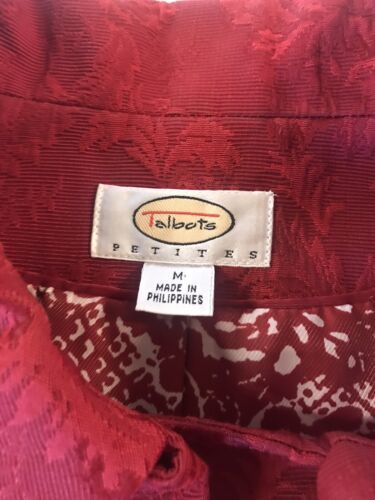 Talbots
PETITES
M
MADE IN
PHILIPPINES